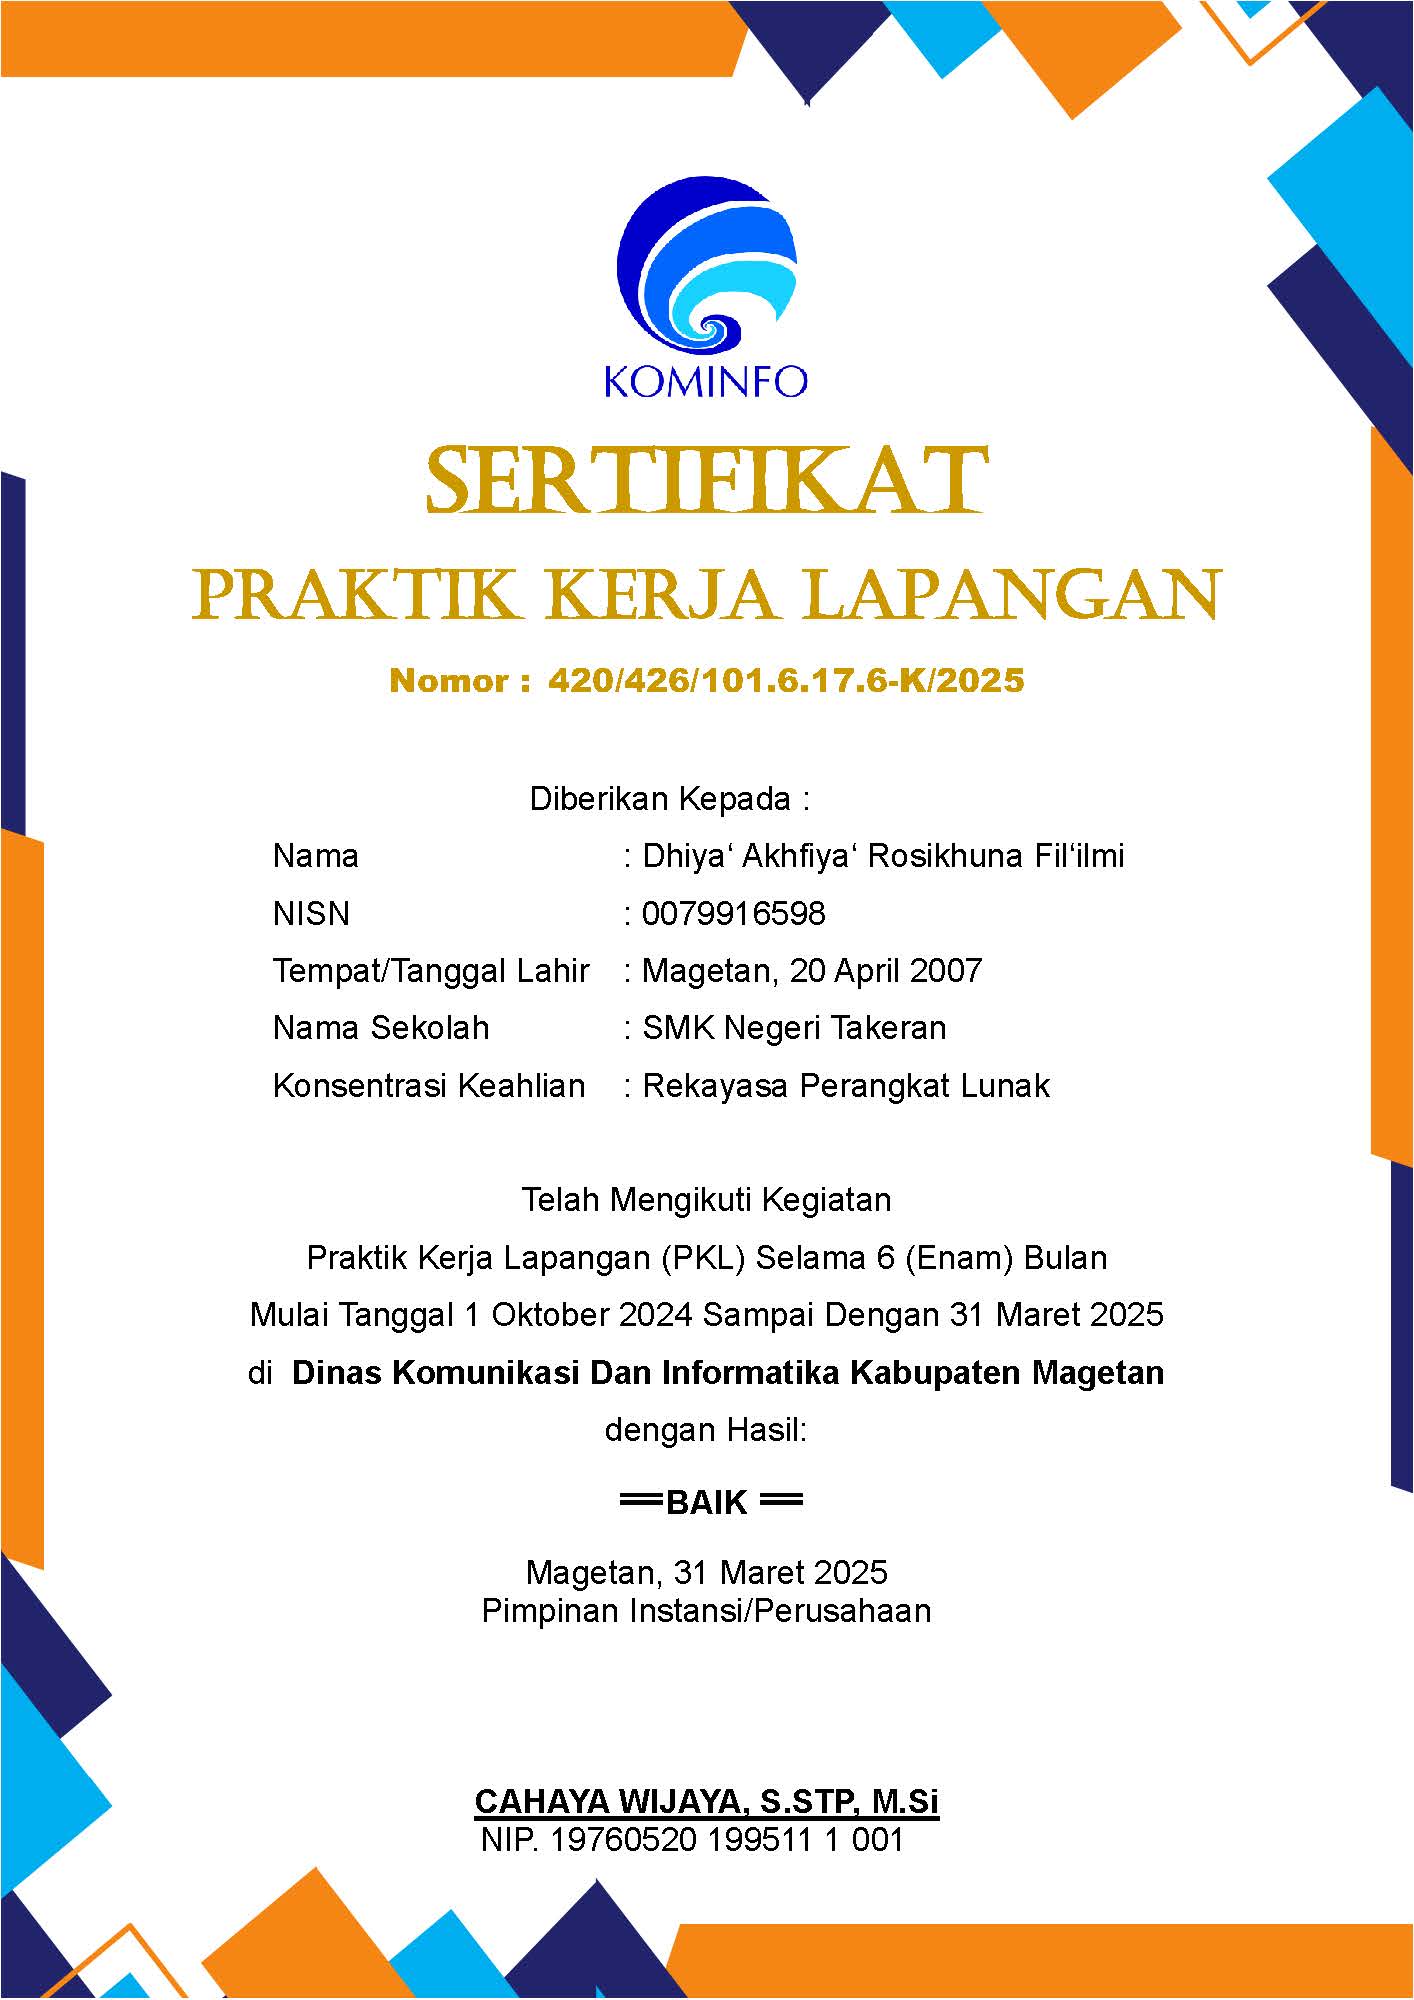 KOMINFO
SERTIFIKAT
PRAKTIK KERJA LAPANGAN
Nomor : 420/426/101.6.17.6-K/2025
Diberikan Kepada :
Nama : Dhiya‘ Akhfiya‘ Rosikhuna Fil‘ilmi
NISN : 0079916598
Tempat/Tanggal Lahir : Magetan, 20 April 2007
Nama Sekolah : SMK Negeri Takeran
Konsentrasi Keahlian : Rekayasa Perangkat Lunak
Telah Mengikuti Kegiatan
Praktik Kerja Lapangan (PKL) Selama 6 (Enam) Bulan
Mulai Tanggal 1 Oktober 2024 Sampai Dengan 31 Maret 2025
di Dinas Komunikasi Dan Informatika Kabupaten Magetan
dengan Hasil:
══BAIK ══
Magetan, 31 Maret 2025
Pimpinan Instansi/Perusahaan
CAHAYA WIJAYA, S.STP, M.Si
NIP. 19760520 199511 1 001